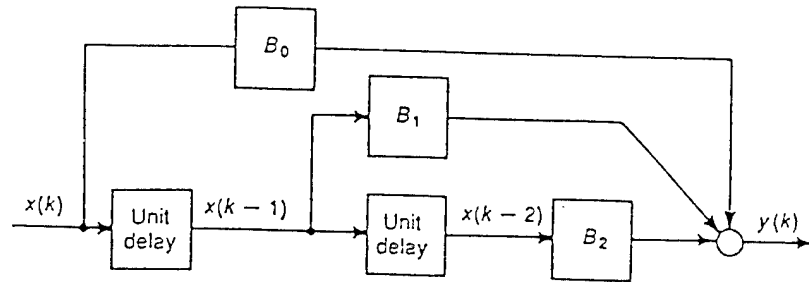 B₀
B₁
x(k)
Unit
delay
x(k − 1)
Unit
delay
x(k − 2)
B₂
y(k)